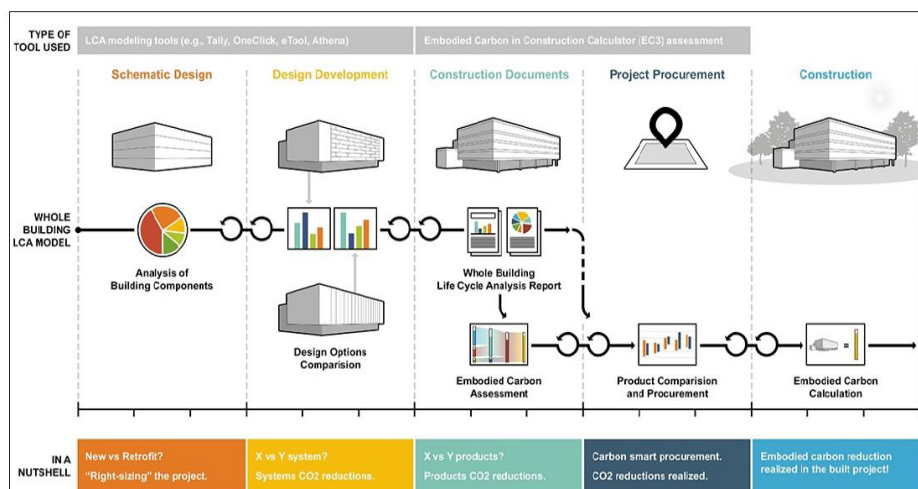 TYPE OF
TOOL USED
LCA modeling tools (e.g., Tally, OneClick, eTool, Athena)
Embodied Carbon in Construction Calculator (EC3) assessment
Schematic Design
Design Development
Construction Documents
Project Procurement
Construction
WHOLE
BUILDING
LCA MODEL
Analysis of
Building Components
Design Options
Comparision
Whole Building
Life Cycle Analysis Report
Embodied Carbon
Assessment
Product Comparision
and Procurement
=
Embodied Carbon
Calculation
IN A
NUTSHELL
New vs Retrofit?
“Right-sizing” the project.
X vs Y system?
Systems CO2 reductions.
X vs Y products?
Products CO2 reductions.
Carbon smart procurement.
CO2 reductions realized.
Embodied carbon reduction
realized in the built project!